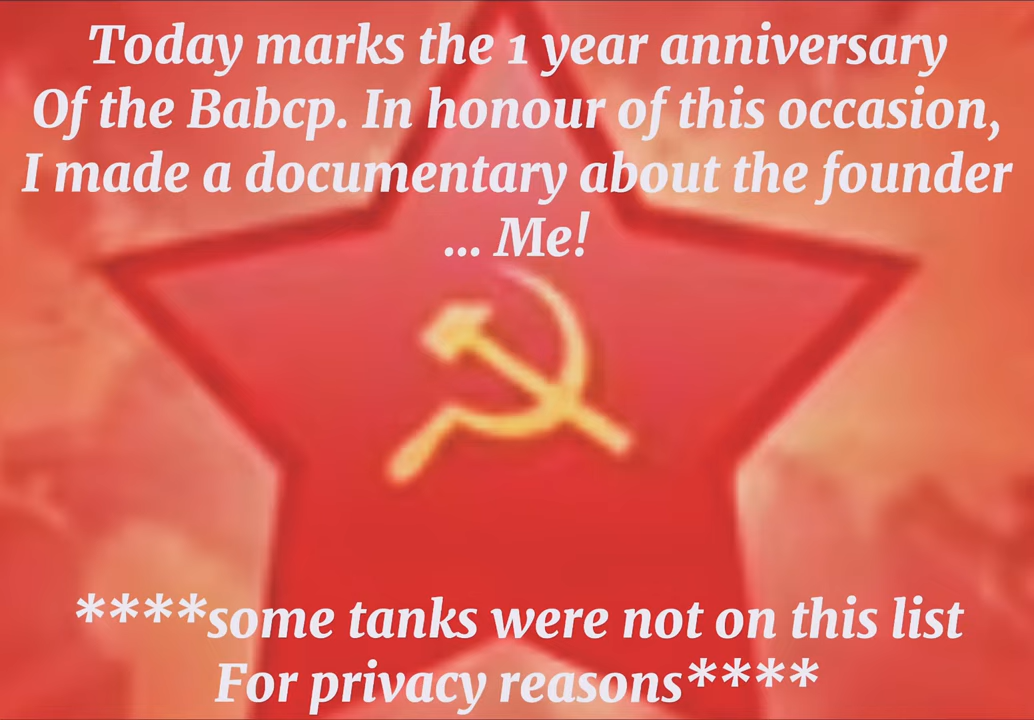 Today marks the 1 year anniversary
Of the Babcp. In honour of this occasion,
I made a documentary about the founder
... Me!
****some tanks were not on this list
For privacy reasons****